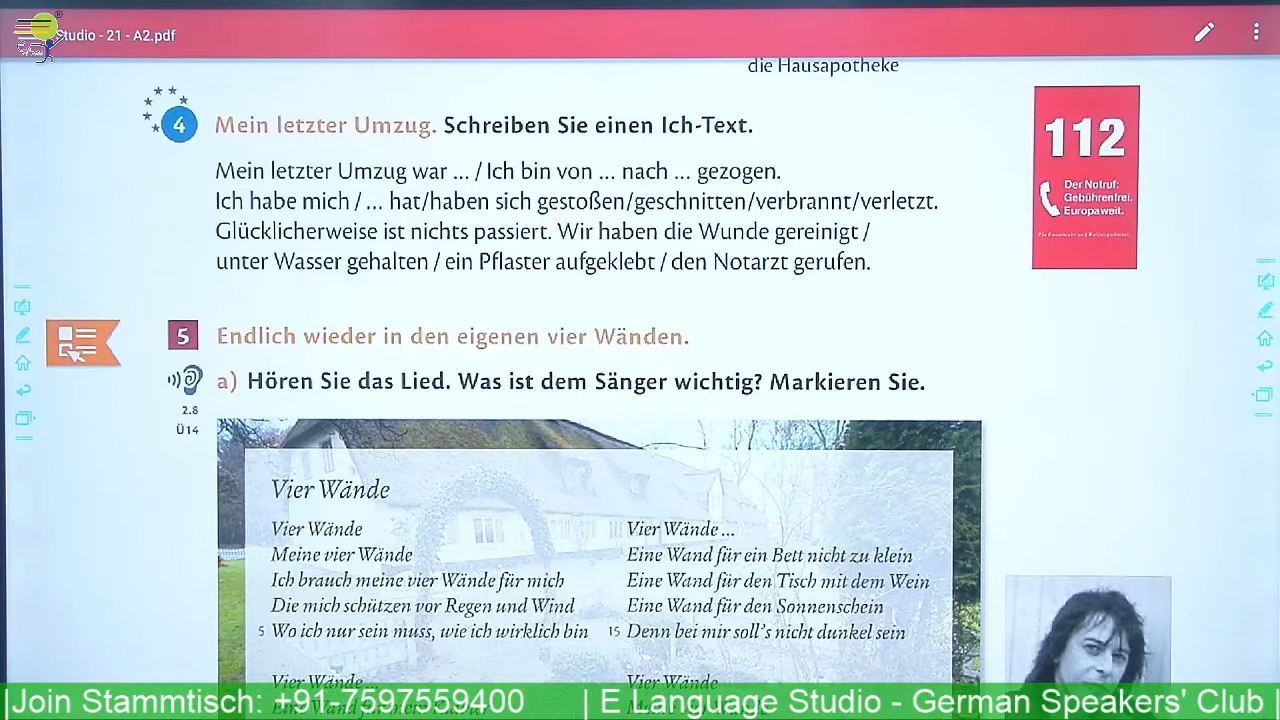 Studio - 21 - A2.pdf
die Hausapotheke
4 Mein letzter Umzug. Schreiben Sie einen Ich-Text.
Mein letzter Umzug war ... / Ich bin von ... nach ... gezogen.
Ich habe mich / ... hat/haben sich gestoßen/geschnitten/verbrannt/verletzt.
Glücklicherweise ist nichts passiert. Wir haben die Wunde gereinigt /
unter Wasser gehalten / ein Pflaster aufgeklebt / den Notarzt gerufen.
112
Der Notruf:
Gebührenfrei.
Europaweit.
5 Endlich wieder in den eigenen vier Wänden.
a) Hören Sie das Lied. Was ist dem Sänger wichtig? Markieren Sie.
2.8
Ü14
Vier Wände
Vier Wände
Meine vier Wände
Ich brauch meine vier Wände für mich
Die mich schützen vor Regen und Wind
5 Wo ich nur sein muss, wie ich wirklich bin
Vier Wände ...
Vier Wände ...
Eine Wand für ein Bett nicht zu klein
Eine Wand für den Tisch mit dem Wein
Eine Wand für den Sonnenschein
15 Denn bei mir soll's nicht dunkel sein
Vier Wände
|Join Stammtisch: +91 7597559400 | E Language Studio - German Speakers' Club |